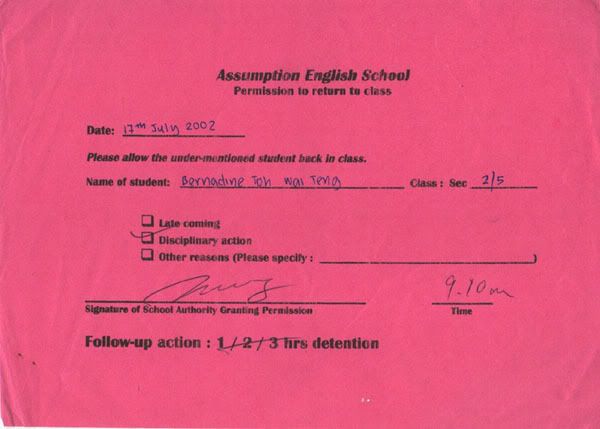 Assumption English School
Permission to return to class
Date: 17th July 2002
Please allow the under-mentioned student back in class.
Name of student: Bernadine Toh Wai Teng Class : Sec 2/5
Late coming
Disciplinary action
Other reasons (Please specify : )
9.10am
Signature of School Authority Granting Permission Time
Follow-up action : 1 / 2 / 3 hrs detention